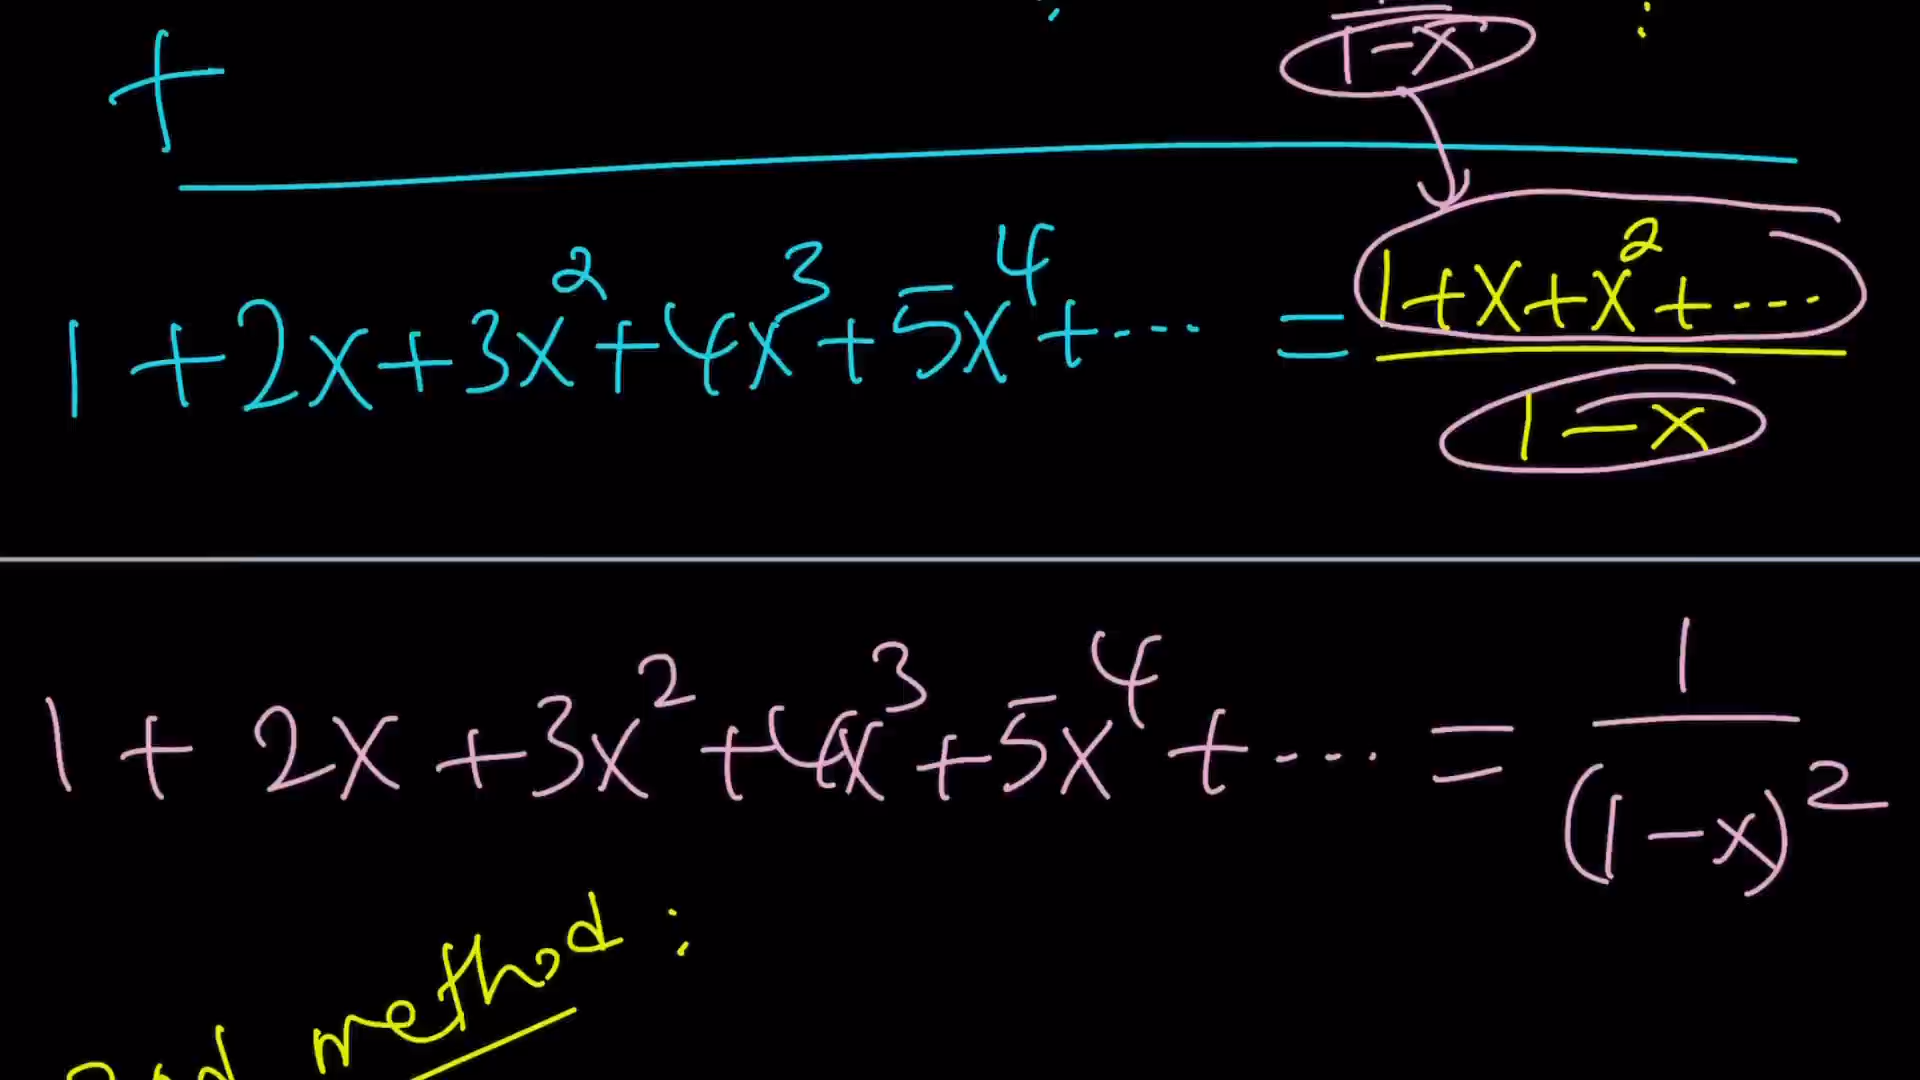 1-x
+
1+2x+3x²+4x³+5x⁴+··· = (1+x+x²+···)/(1-x)
1+2x+3x²+4x³+5x⁴+··· = 1/(1-x)²
method: